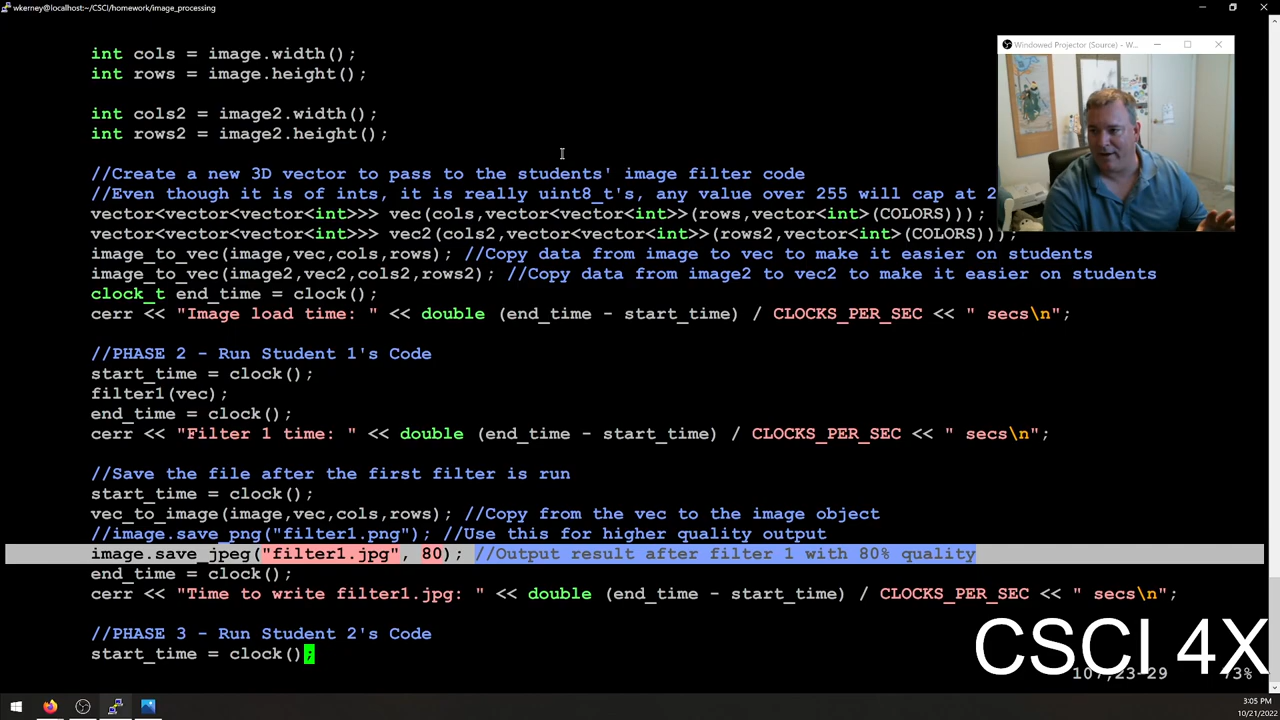 wkerney@localhost:~/CSCI/homework/image_processing
Windowed Projector (Source) - W...
int cols = image.width();
int rows = image.height();
int cols2 = image2.width();
int rows2 = image2.height();
//Create a new 3D vector to pass to the students' image filter code
//Even though it is of ints, it is really uint8_t's, any value over 255 will cap at 2
vector<vector<vector<int>>> vec(cols,vector<vector<int>>(rows,vector<int>(COLORS)));
vector<vector<vector<int>>> vec2(cols2,vector<vector<int>>(rows2,vector<int>(COLORS)));
image_to_vec(image,vec,cols,rows); //Copy data from image to vec to make it easier on students
image_to_vec(image2,vec2,cols2,rows2); //Copy data from image2 to vec2 to make it easier on students
clock_t end_time = clock();
cerr << "Image load time: " << double (end_time - start_time) / CLOCKS_PER_SEC << " secs\n";
//PHASE 2 - Run Student 1's Code
start_time = clock();
filter1(vec);
end_time = clock();
cerr << "Filter 1 time: " << double (end_time - start_time) / CLOCKS_PER_SEC << " secs\n";
//Save the file after the first filter is run
start_time = clock();
vec_to_image(image,vec,cols,rows); //Copy from the vec to the image object
//image.save_png("filter1.png"); //Use this for higher quality output
image.save_jpeg("filter1.jpg", 80); //Output result after filter 1 with 80% quality
end_time = clock();
cerr << "Time to write filter1.jpg: " << double (end_time - start_time) / CLOCKS_PER_SEC << " secs\n";
//PHASE 3 - Run Student 2's Code
start_time = clock();
CSCI 4X
107,23-29 73%
3:05 PM
10/21/2022